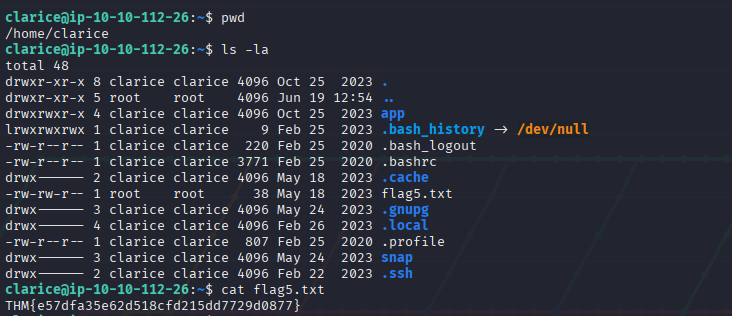 clarice@ip-10-10-112-26:~$ pwd
/home/clarice
clarice@ip-10-10-112-26:~$ ls -la
total 48
drwxr-xr-x 8 clarice clarice 4096 Oct 25  2023 .
drwxr-xr-x 5 root    root    4096 Jun 19 12:54 ..
drwxrwxr-x 4 clarice clarice 4096 Oct 25  2023 app
lrwxrwxrwx 1 clarice clarice    9 Feb 25  2023 .bash_history -> /dev/null
-rw-r--r-- 1 clarice clarice  220 Feb 25  2020 .bash_logout
-rw-r--r-- 1 clarice clarice 3771 Feb 25  2020 .bashrc
drwx------ 2 clarice clarice 4096 May 18  2023 .cache
-rw-rw-r-- 1 root    root      38 May 18  2023 flag5.txt
drwx------ 3 clarice clarice 4096 May 24  2023 .gnupg
drwx------ 4 clarice clarice 4096 Feb 26  2023 .local
-rw-r--r-- 1 clarice clarice  807 Feb 25  2020 .profile
drwx------ 3 clarice clarice 4096 May 24  2023 snap
drwx------ 2 clarice clarice 4096 Feb 22  2023 .ssh
clarice@ip-10-10-112-26:~$ cat flag5.txt
THM{e57dfa35e62d518cfd215dd7729d0877}